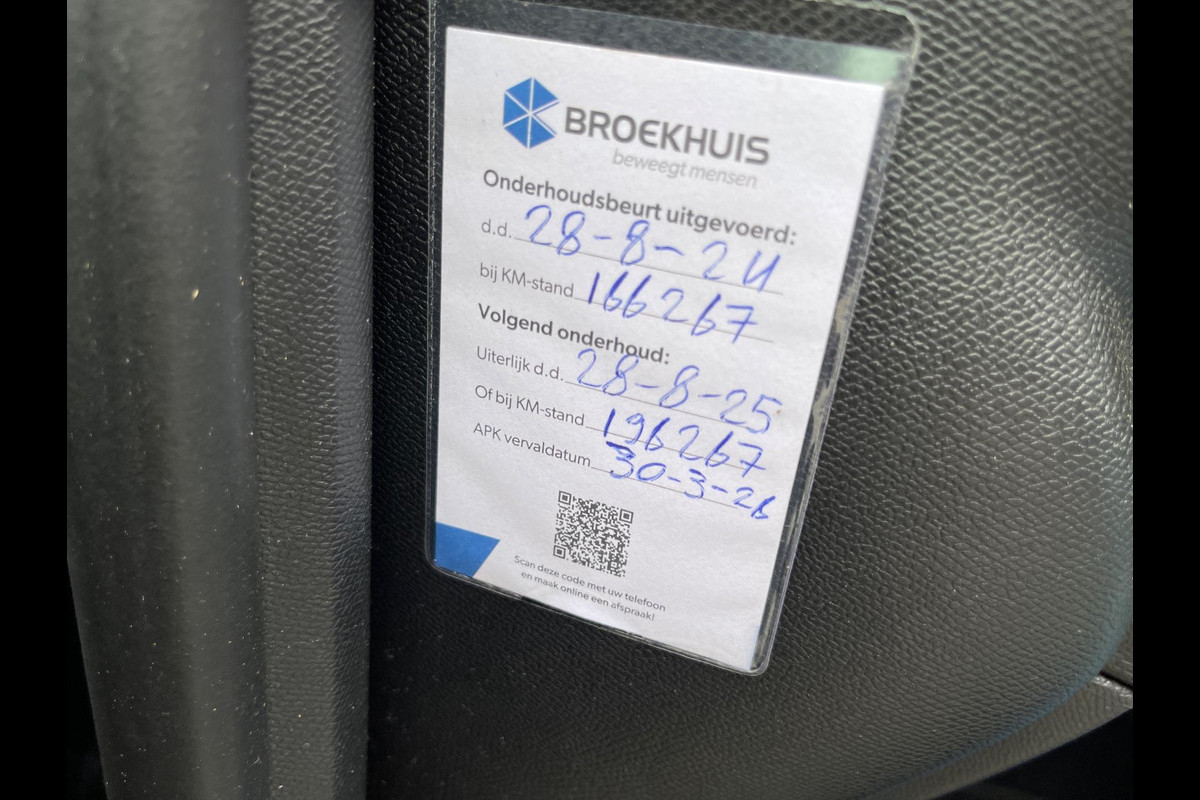 BROEKHUIS
beweegt mensen
Onderhoudsbeurt uitgevoerd:
d.d. 28-8-24
bij KM-stand 166267
Volgend onderhoud:
Uiterlijk d.d. 28-8-25
Of bij KM-stand 196267
APK vervaldatum 30-3-26
Scan deze code met uw telefoon
en maak online een afspraak!